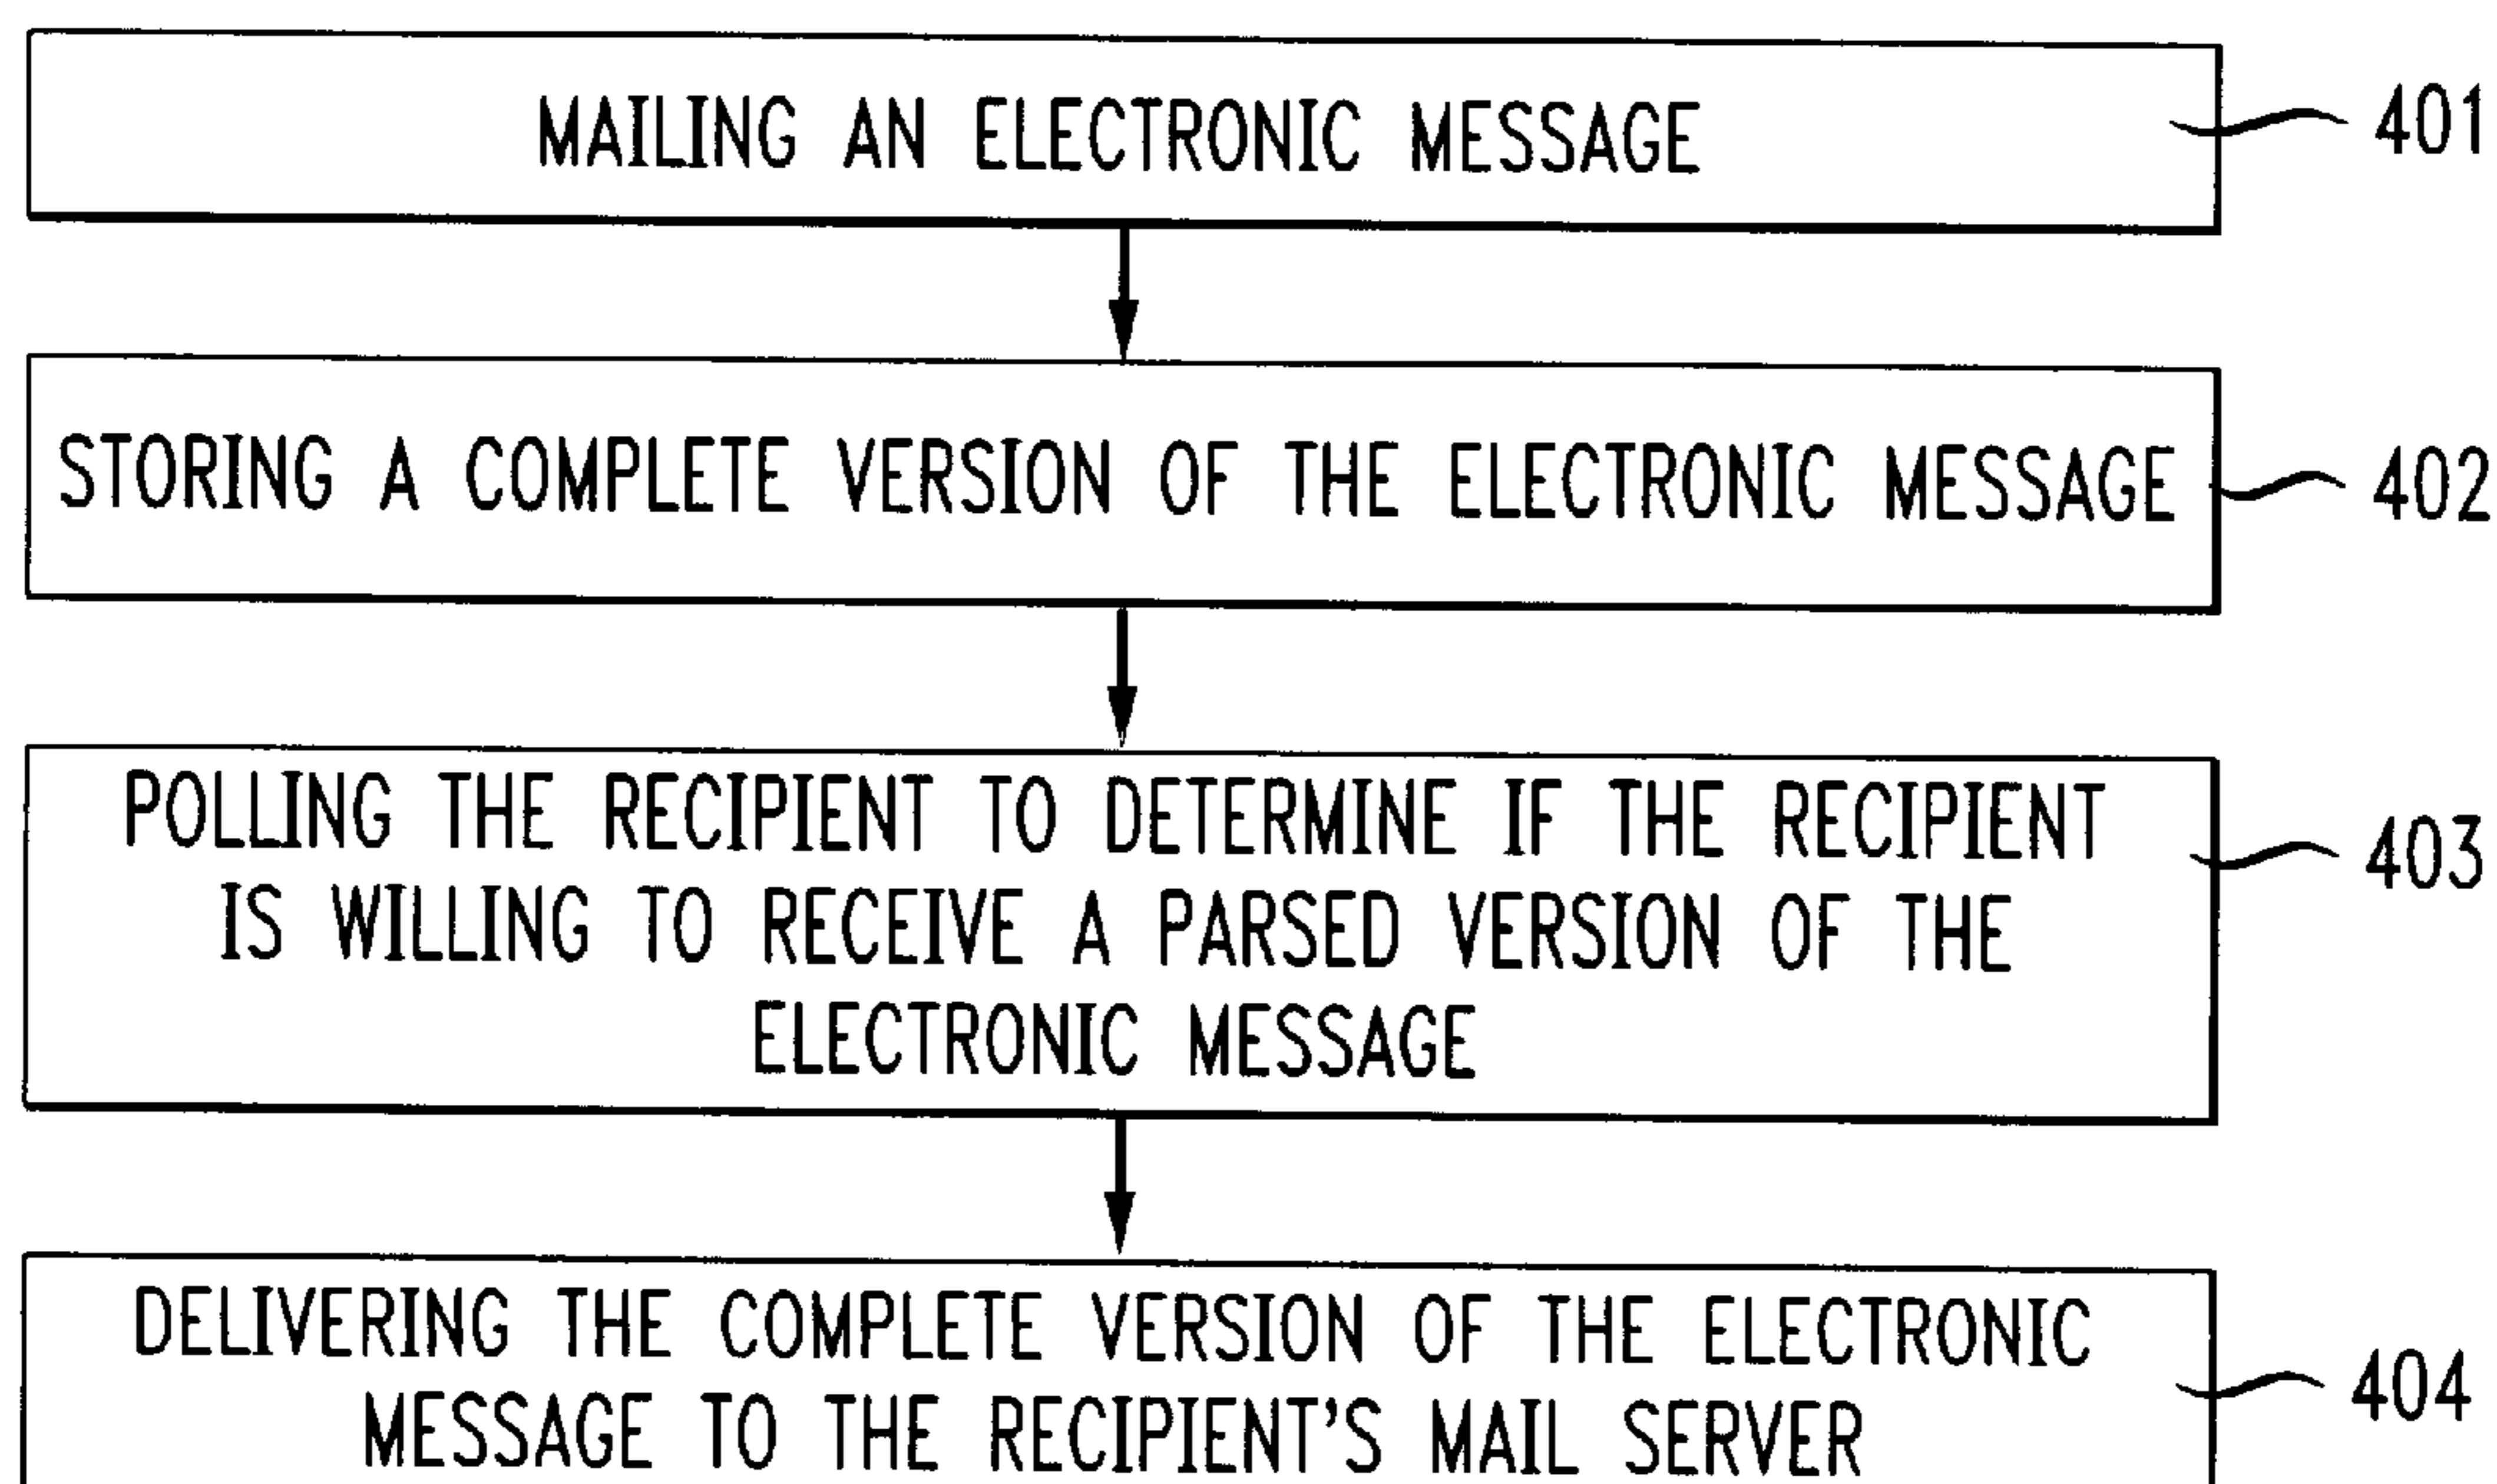 MAILING AN ELECTRONIC MESSAGE
401
STORING A COMPLETE VERSION OF THE ELECTRONIC MESSAGE
402
POLLING THE RECIPIENT TO DETERMINE IF THE RECIPIENT
IS WILLING TO RECEIVE A PARSED VERSION OF THE
ELECTRONIC MESSAGE
403
DELIVERING THE COMPLETE VERSION OF THE ELECTRONIC
MESSAGE TO THE RECIPIENT'S MAIL SERVER
404